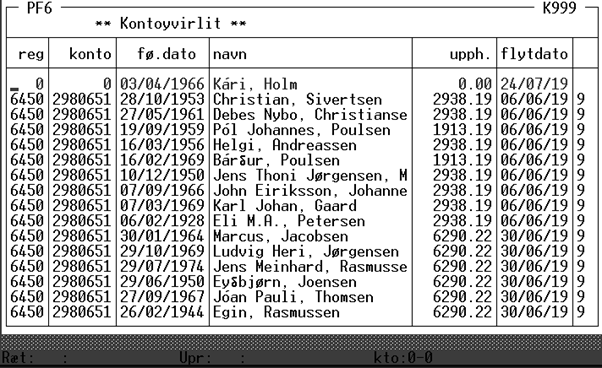 PF6 K999
** Kontoyvirlit **
reg konto fø.dato navn upph. flytdato
0 0 03/04/1966 Kári, Holm 0.00 24/07/19
6450 2980651 28/10/1953 Christian, Sivertsen 2938.19 06/06/19 9
6450 2980651 27/05/1961 Debes Nybo, Christianse 2938.19 06/06/19 9
6450 2980651 19/09/1959 Pól Johannes, Poulsen 1913.19 06/06/19 9
6450 2980651 16/03/1956 Helgi, Andreassen 2938.19 06/06/19 9
6450 2980651 16/02/1969 Bárður, Poulsen 1913.19 06/06/19 9
6450 2980651 10/12/1950 Jens Thoni Jørgensen, M 2938.19 06/06/19 9
6450 2980651 07/09/1966 John Eiriksson, Johanne 2938.19 06/06/19 9
6450 2980651 07/03/1969 Karl Johan, Gaard 2938.19 06/06/19 9
6450 2980651 06/02/1928 Eli M.A., Petersen 2938.19 06/06/19 9
6450 2980651 30/01/1964 Marcus, Jacobsen 6290.22 30/06/19 9
6450 2980651 29/10/1969 Ludvig Heri, Jørgensen 6290.22 30/06/19 9
6450 2980651 29/07/1974 Jens Meinhard, Rasmusse 6290.22 30/06/19 9
6450 2980651 29/06/1950 Eyðbjørn, Joensen 6290.22 30/06/19 9
6450 2980651 27/09/1967 Jóan Pauli, Thomsen 6290.22 30/06/19 9
6450 2980651 26/02/1944 Egin, Rasmussen 6290.22 30/06/19 9
Ræt: : Upr: : kto:0-0